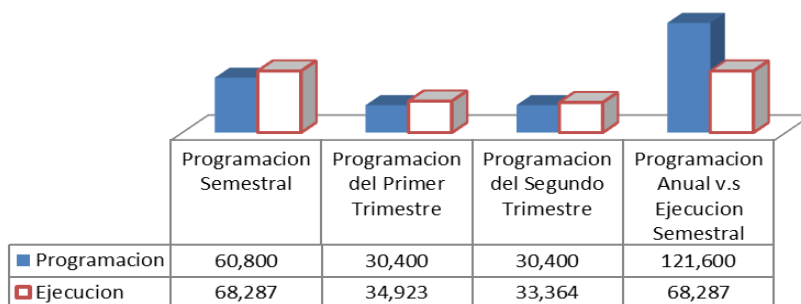 Programacion Semestral
Programacion del Primer Trimestre
Programacion del Segundo Trimestre
Programacion Anual v.s Ejecucion Semestral
Programacion 60,800 30,400 30,400 121,600
Ejecucion 68,287 34,923 33,364 68,287